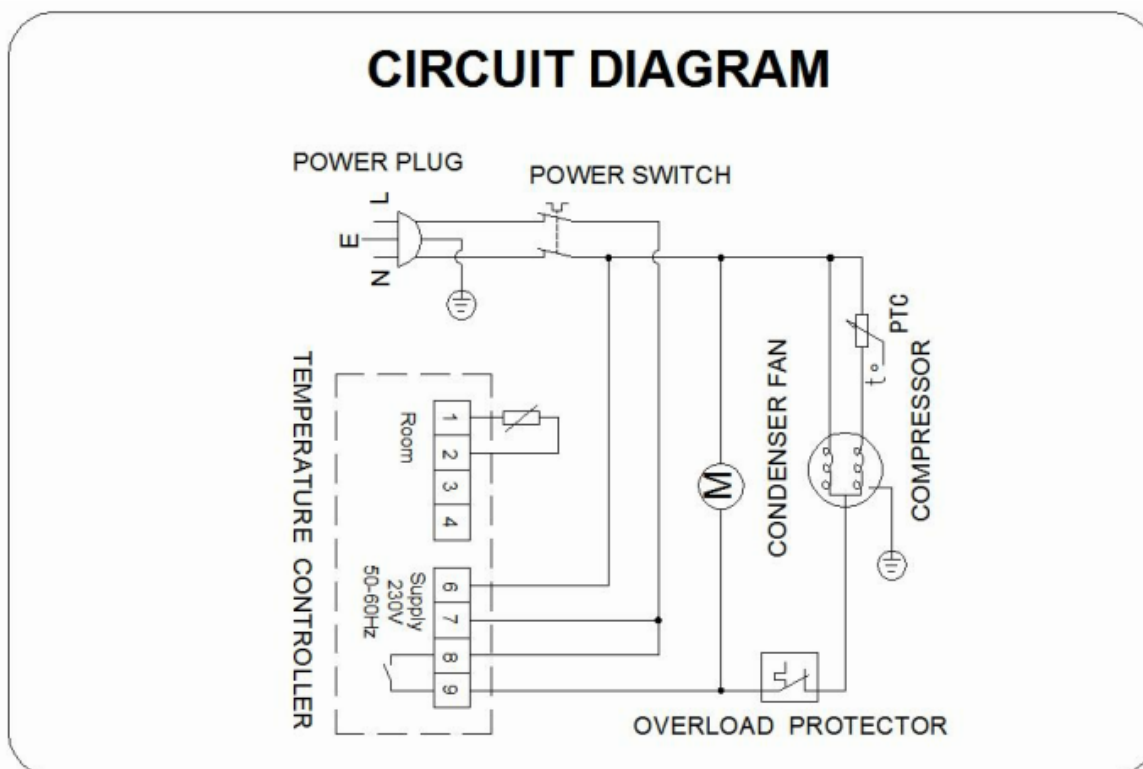 CIRCUIT DIAGRAM
POWER PLUG
POWER SWITCH
L
E
N
PTC
t°
COMPRESSOR
CONDENSER FAN
M
TEMPERATURE CONTROLLER
Room
1
2
3
4
Supply
230V
50-60Hz
6
7
8
9
OVERLOAD PROTECTOR